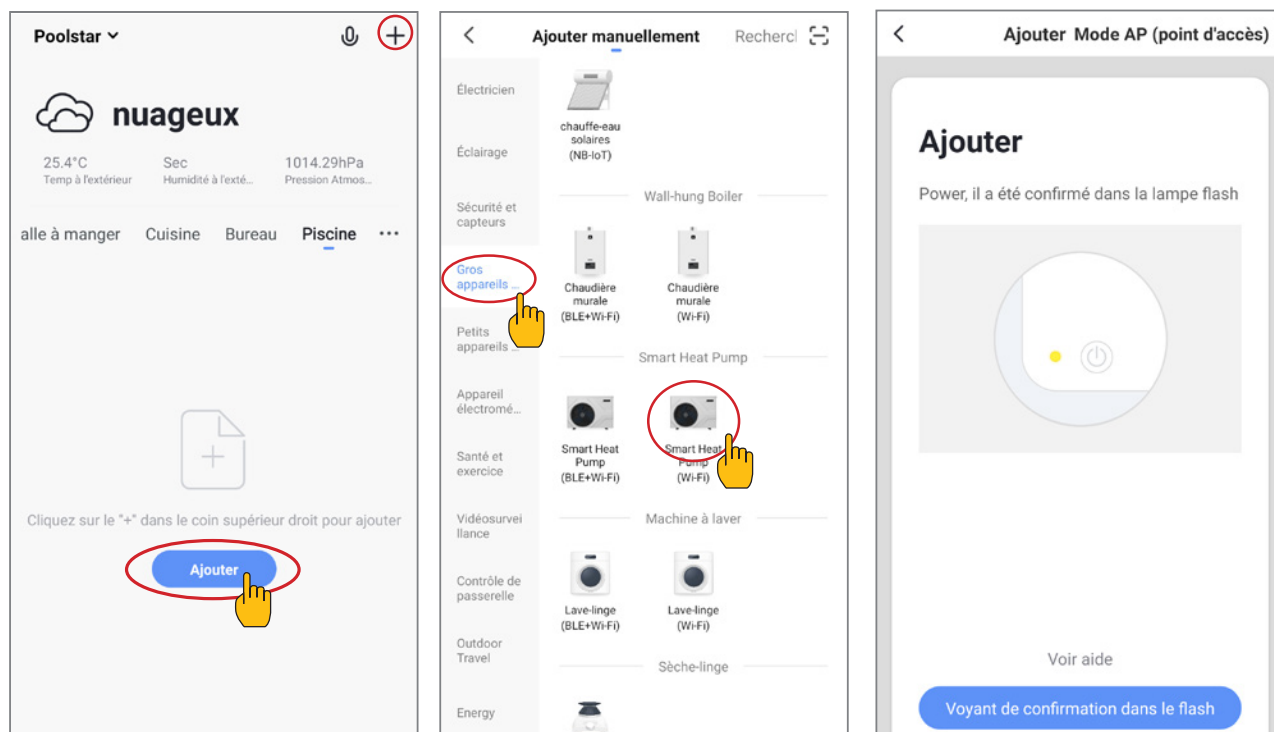 Poolstar
nuageux
25.4°C
Temp à l'extérieur
Sec
Humidité à l'exté...
1014.29hPa
Pression Atmos...
alle à manger Cuisine Bureau Piscine ...
Cliquez sur le "+" dans le coin supérieur droit pour ajouter
Ajouter
Ajouter manuellement Rechercl
Électricien
Éclairage
Sécurité et
capteurs
Gros
appareils ...
Petits
appareils ...
Appareil
électromé...
Santé et
exercice
Vidéosurvei
llance
Contrôle de
passerelle
Outdoor
Travel
Energy
chauffe-eau
solaires
(NB-IoT)
Wall-hung Boiler
Chaudière
murale
(BLE+Wi-Fi)
Chaudière
murale
(Wi-Fi)
Smart Heat Pump
Smart Heat
Pump
(BLE+Wi-Fi)
Smart Heat
Pump
(Wi-Fi)
Machine à laver
Lave-linge
(BLE+Wi-Fi)
Lave-linge
(Wi-Fi)
Sèche-linge
Ajouter Mode AP (point d'accès)
Ajouter
Power, il a été confirmé dans la lampe flash
Voir aide
Voyant de confirmation dans le flash